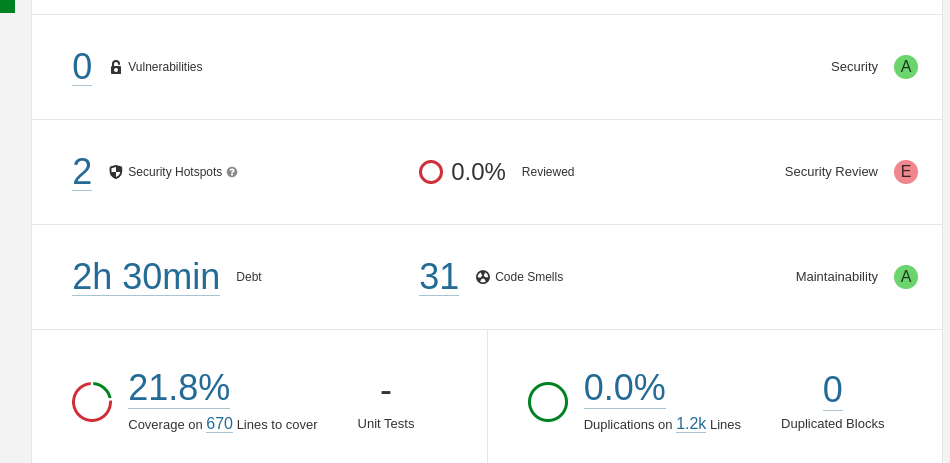 0 Vulnerabilities Security A
2 Security Hotspots ? 0.0% Reviewed Security Review E
2h 30min Debt 31 Code Smells Maintainability A
21.8% - 0.0% 0
Coverage on 670 Lines to cover Unit Tests Duplications on 1.2k Lines Duplicated Blocks